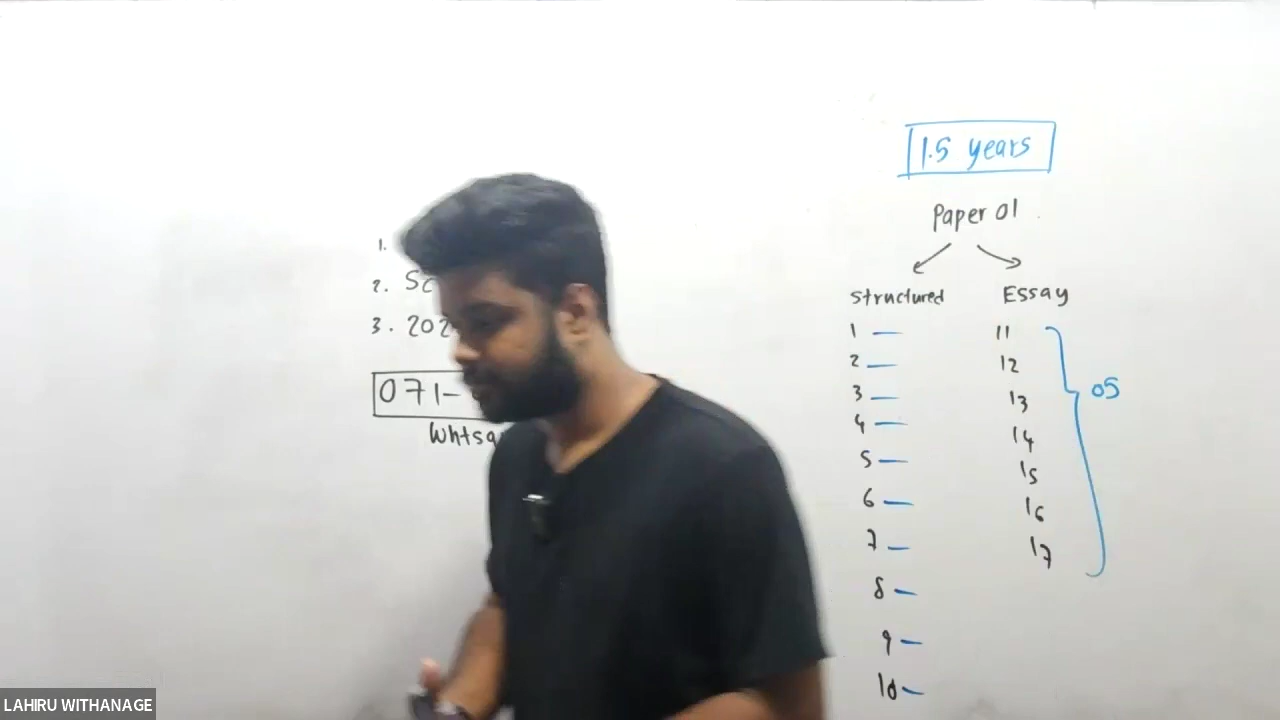 1.
2. Sc
3. 202
071-
Whtsa
1.5 years
Paper 01
Structured Essay
1 — 11
2 — 12
3 — 13
4 — 14
5 — 15
6 — 16
7 — 17
8 —
9 —
10 —
05
LAHIRU WITHANAGE